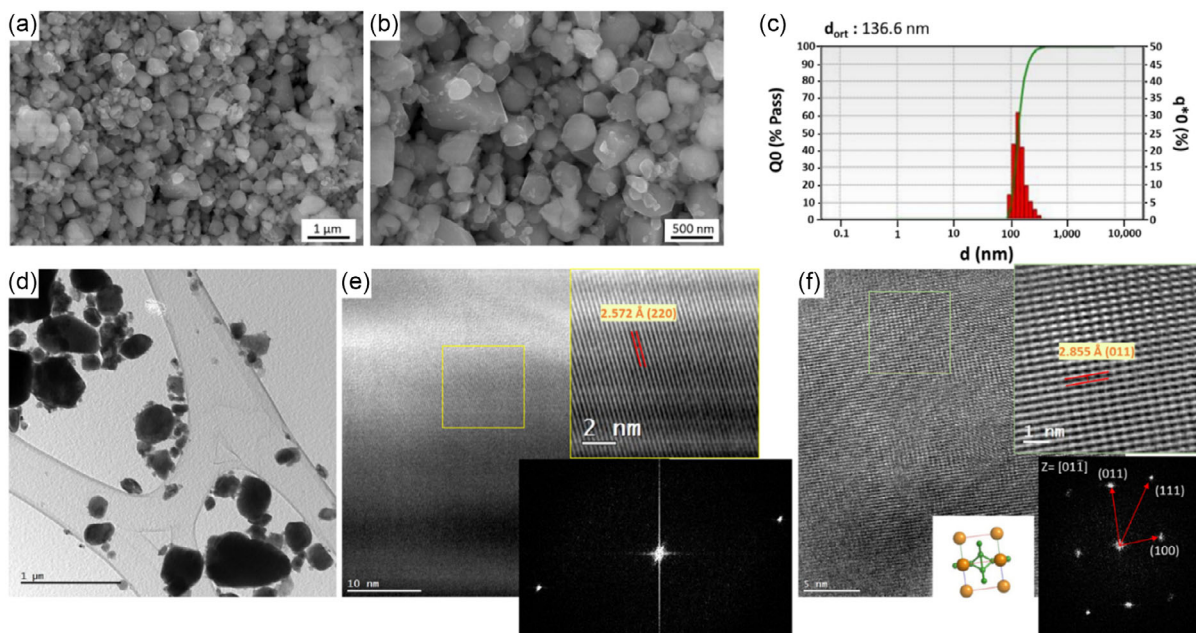 (a)
1 μm
(b)
500 nm
(c)
dort : 136.6 nm
100
90
80
70
60
50
40
30
20
10
0
Q0 (% Pass)
50
45
40
35
30
25
20
15
10
5
0
q*0 (%)
0.1
1
10
100
1,000
10,000
d (nm)
(d)
1 μm
(e)
10 nm
2.572 Å (220)
2 nm
(f)
5 nm
2.855 Å (011)
1 nm
Z= [011̄]
(011)
(111)
(100)